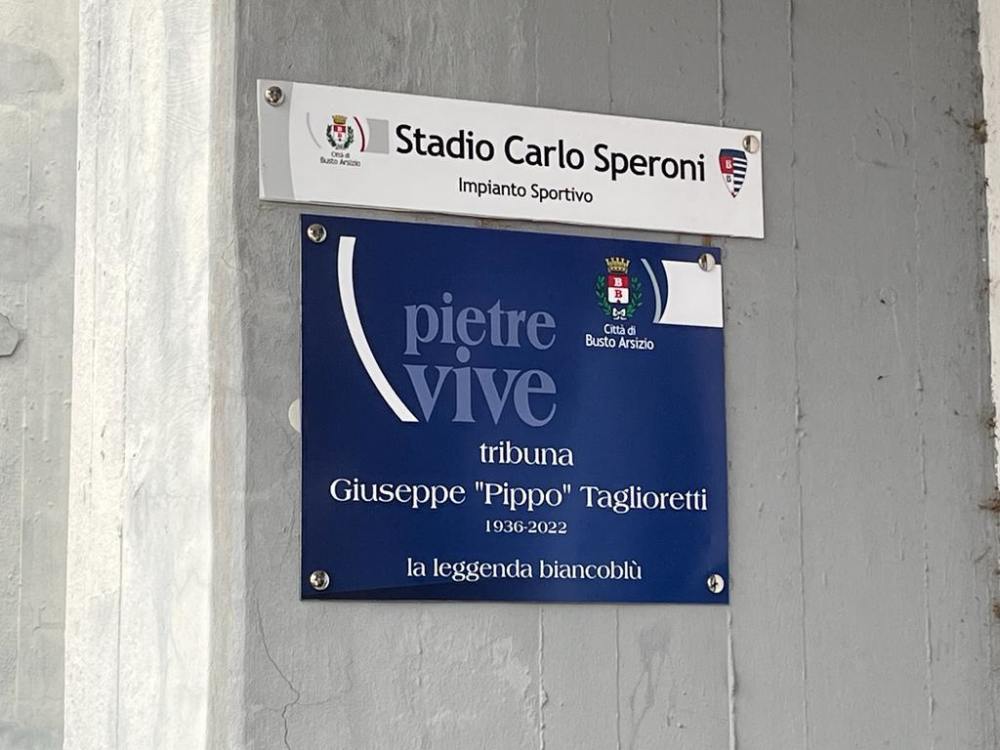 Stadio Carlo Speroni
Impianto Sportivo
Città di
Busto Arsizio
pietre
vive
Città di
Busto Arsizio
tribuna
Giuseppe "Pippo" Taglioretti
1936-2022
la leggenda biancoblù